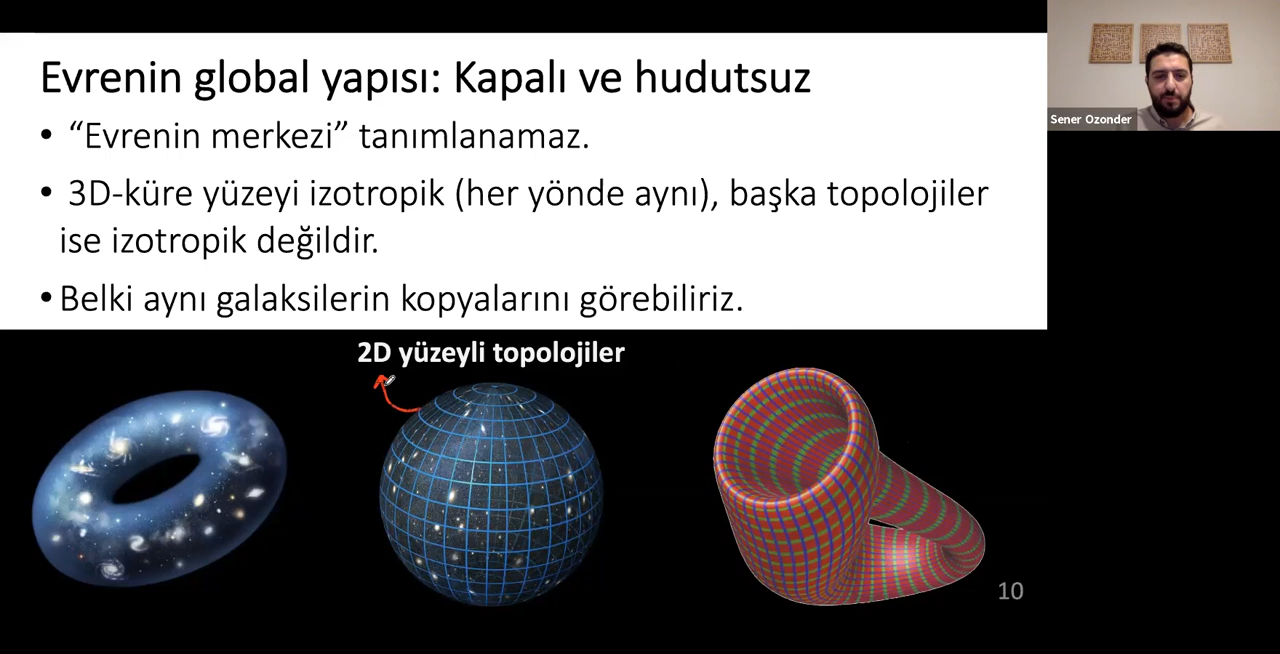 Evrenin global yapısı: Kapalı ve hudutsuz
• “Evrenin merkezi” tanımlanamaz.
• 3D-küre yüzeyi izotropik (her yönde aynı), başka topolojiler
ise izotropik değildir.
• Belki aynı galaksilerin kopyalarını görebiliriz.
2D yüzeyli topolojiler
10
Sener Ozonder